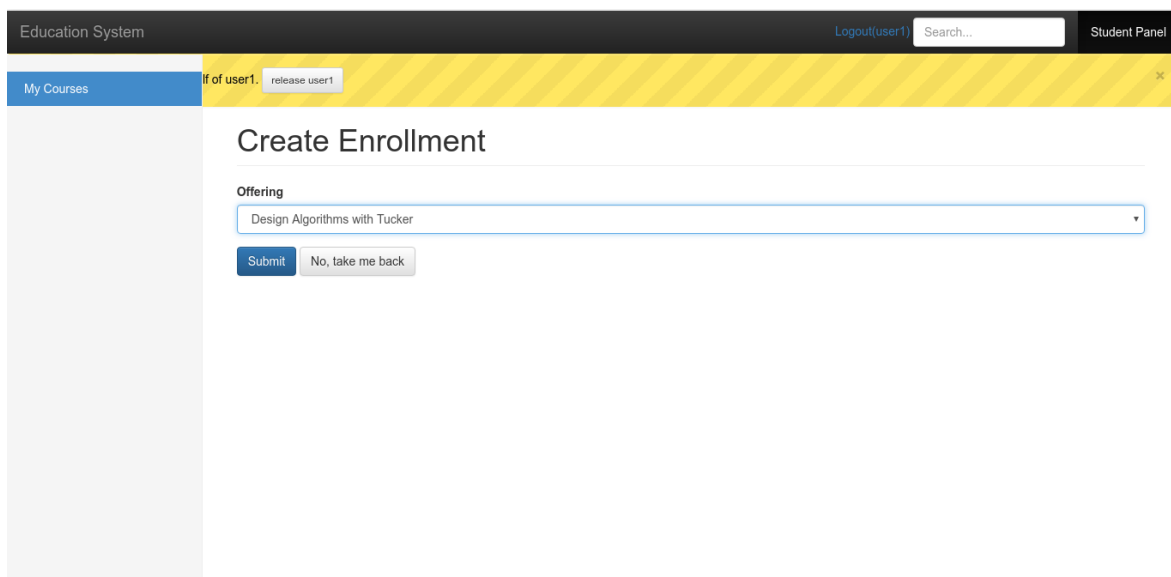 Education System
Logout(user1) Search... Student Panel
My Courses
lf of user1. release user1 ×
Create Enrollment
Offering
Design Algorithms with Tucker
Submit No, take me back